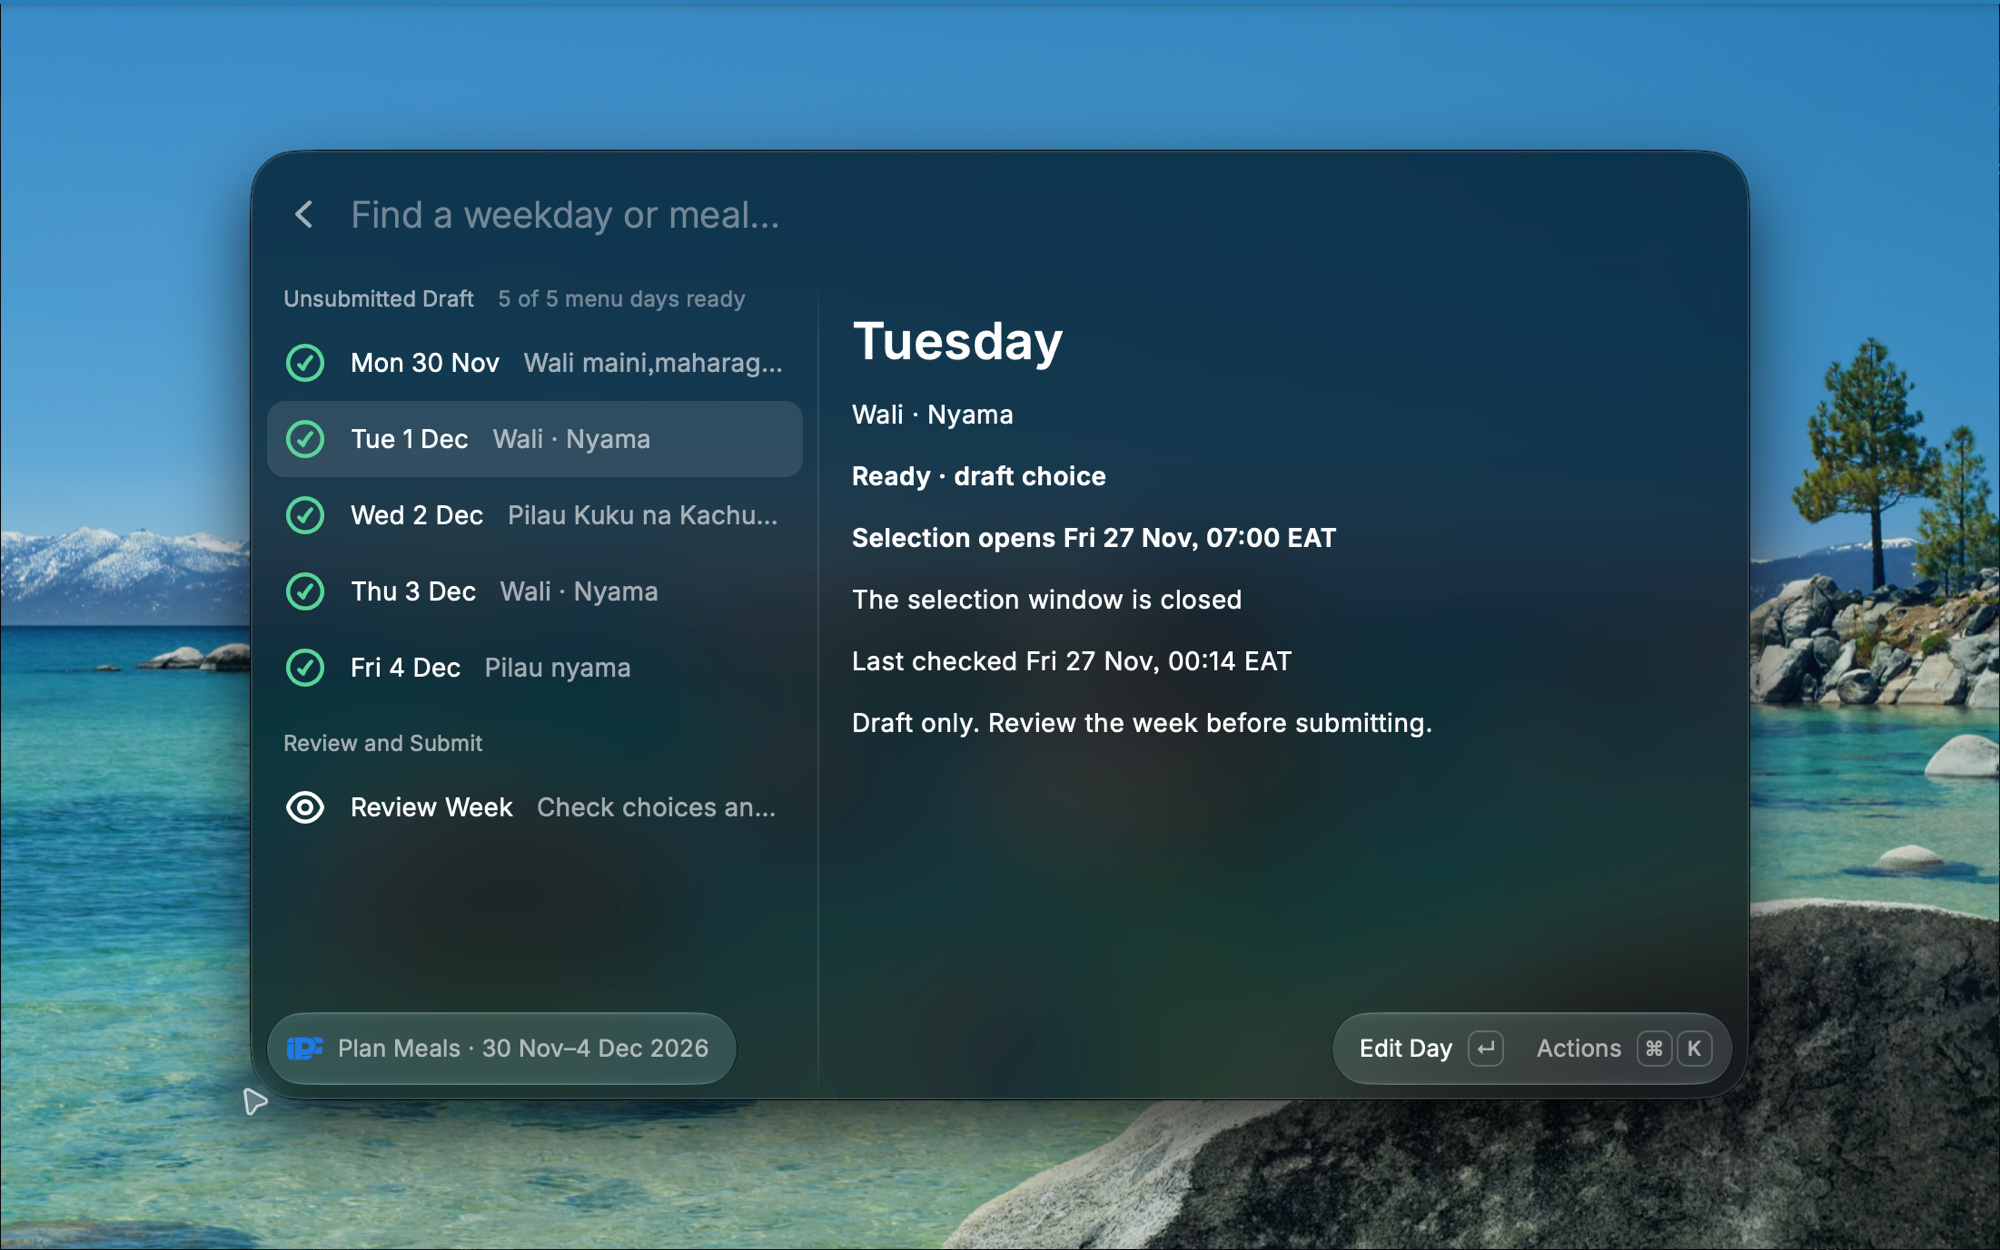 Find a weekday or meal...
Unsubmitted Draft 5 of 5 menu days ready
Mon 30 Nov Wali maini,maharag...
Tue 1 Dec Wali · Nyama
Wed 2 Dec Pilau Kuku na Kachu...
Thu 3 Dec Wali · Nyama
Fri 4 Dec Pilau nyama
Review and Submit
Review Week Check choices an...
Tuesday
Wali · Nyama
Ready · draft choice
Selection opens Fri 27 Nov, 07:00 EAT
The selection window is closed
Last checked Fri 27 Nov, 00:14 EAT
Draft only. Review the week before submitting.
Plan Meals · 30 Nov–4 Dec 2026
Edit Day ↵ Actions ⌘ K